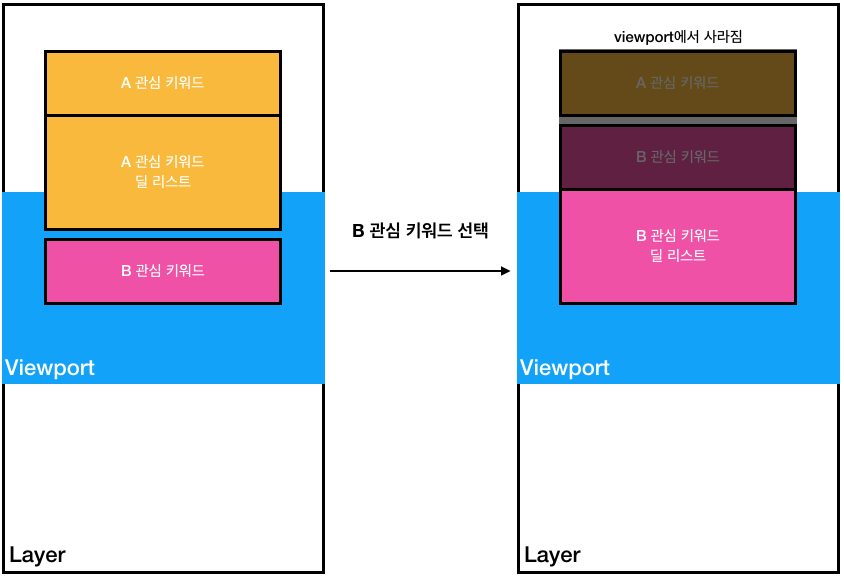 A 관심 키워드
A 관심 키워드
딜 리스트
B 관심 키워드
Viewport
Layer
B 관심 키워드 선택
viewport에서 사라짐
A 관심 키워드
B 관심 키워드
B 관심 키워드
딜 리스트
Viewport
Layer